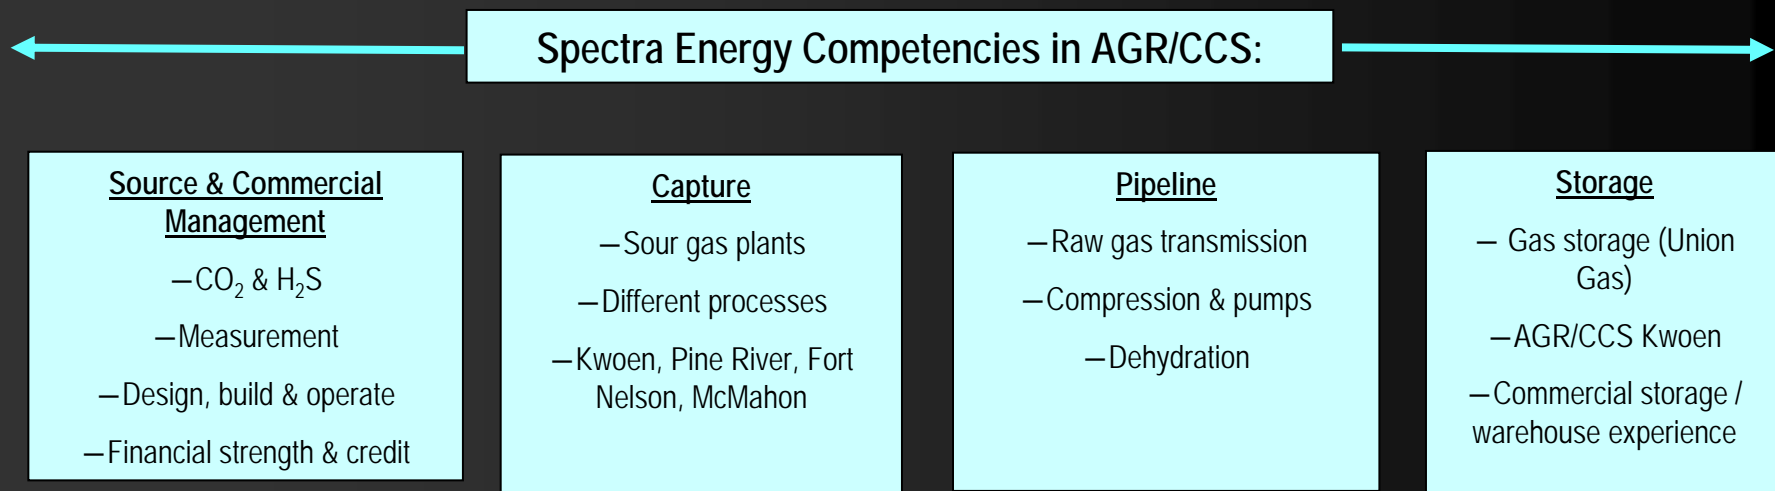 Spectra Energy Competencies in AGR/CCS:
Source & Commercial
Management
—CO₂ & H₂S
—Measurement
—Design, build & operate
—Financial strength & credit
Capture
—Sour gas plants
—Different processes
—Kwoen, Pine River, Fort
Nelson, McMahon
Pipeline
—Raw gas transmission
—Compression & pumps
—Dehydration
Storage
— Gas storage (Union
Gas)
—AGR/CCS Kwoen
—Commercial storage /
warehouse experience